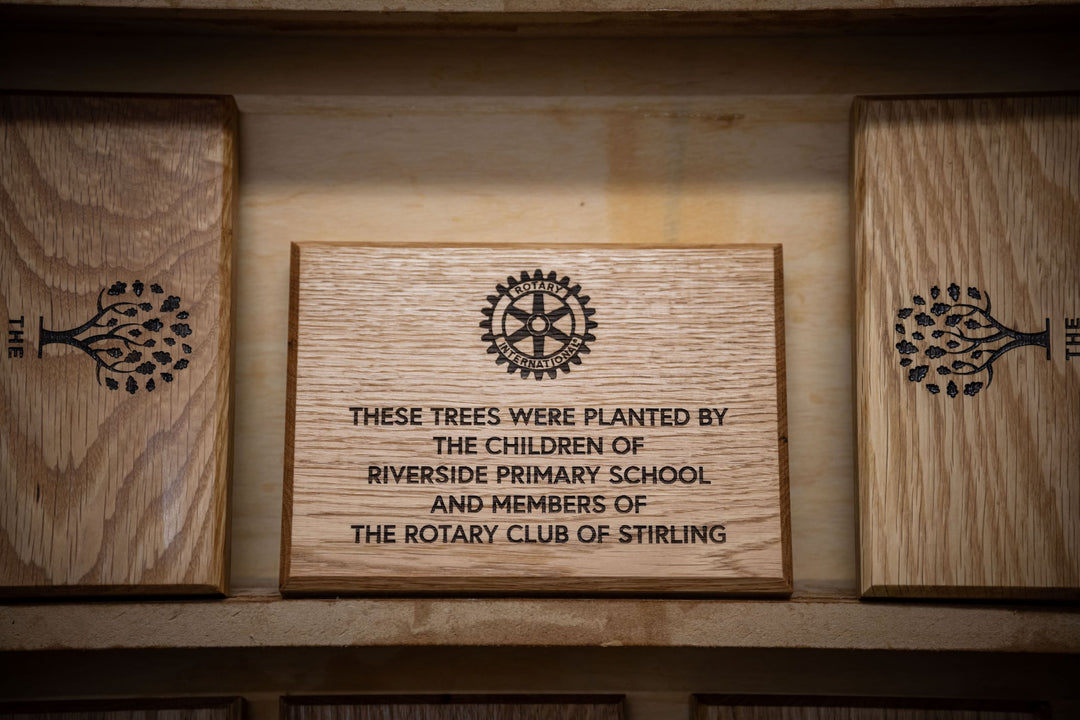 THE
ROTARY
INTERNATIONAL
THESE TREES WERE PLANTED BY
THE CHILDREN OF
RIVERSIDE PRIMARY SCHOOL
AND MEMBERS OF
THE ROTARY CLUB OF STIRLING
THE